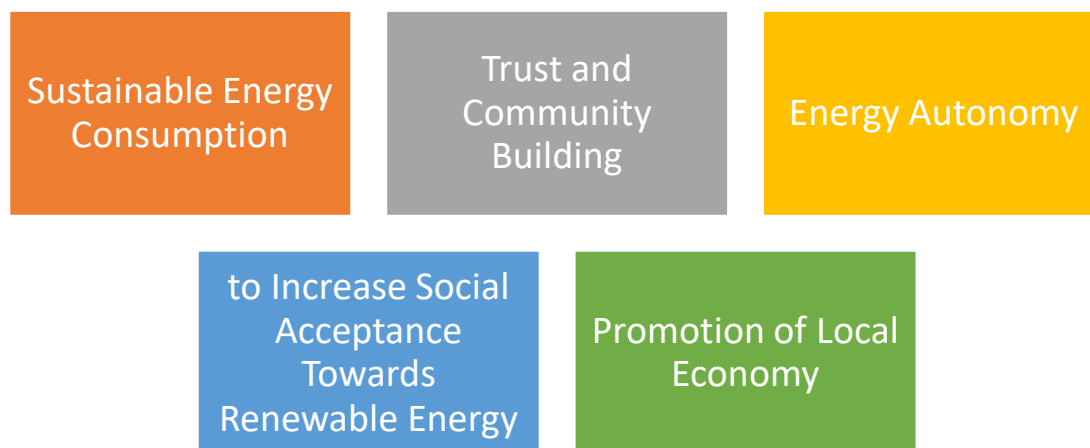 Sustainable Energy
Consumption
Trust and
Community
Building
Energy Autonomy
to Increase Social
Acceptance
Towards
Renewable Energy
Promotion of Local
Economy